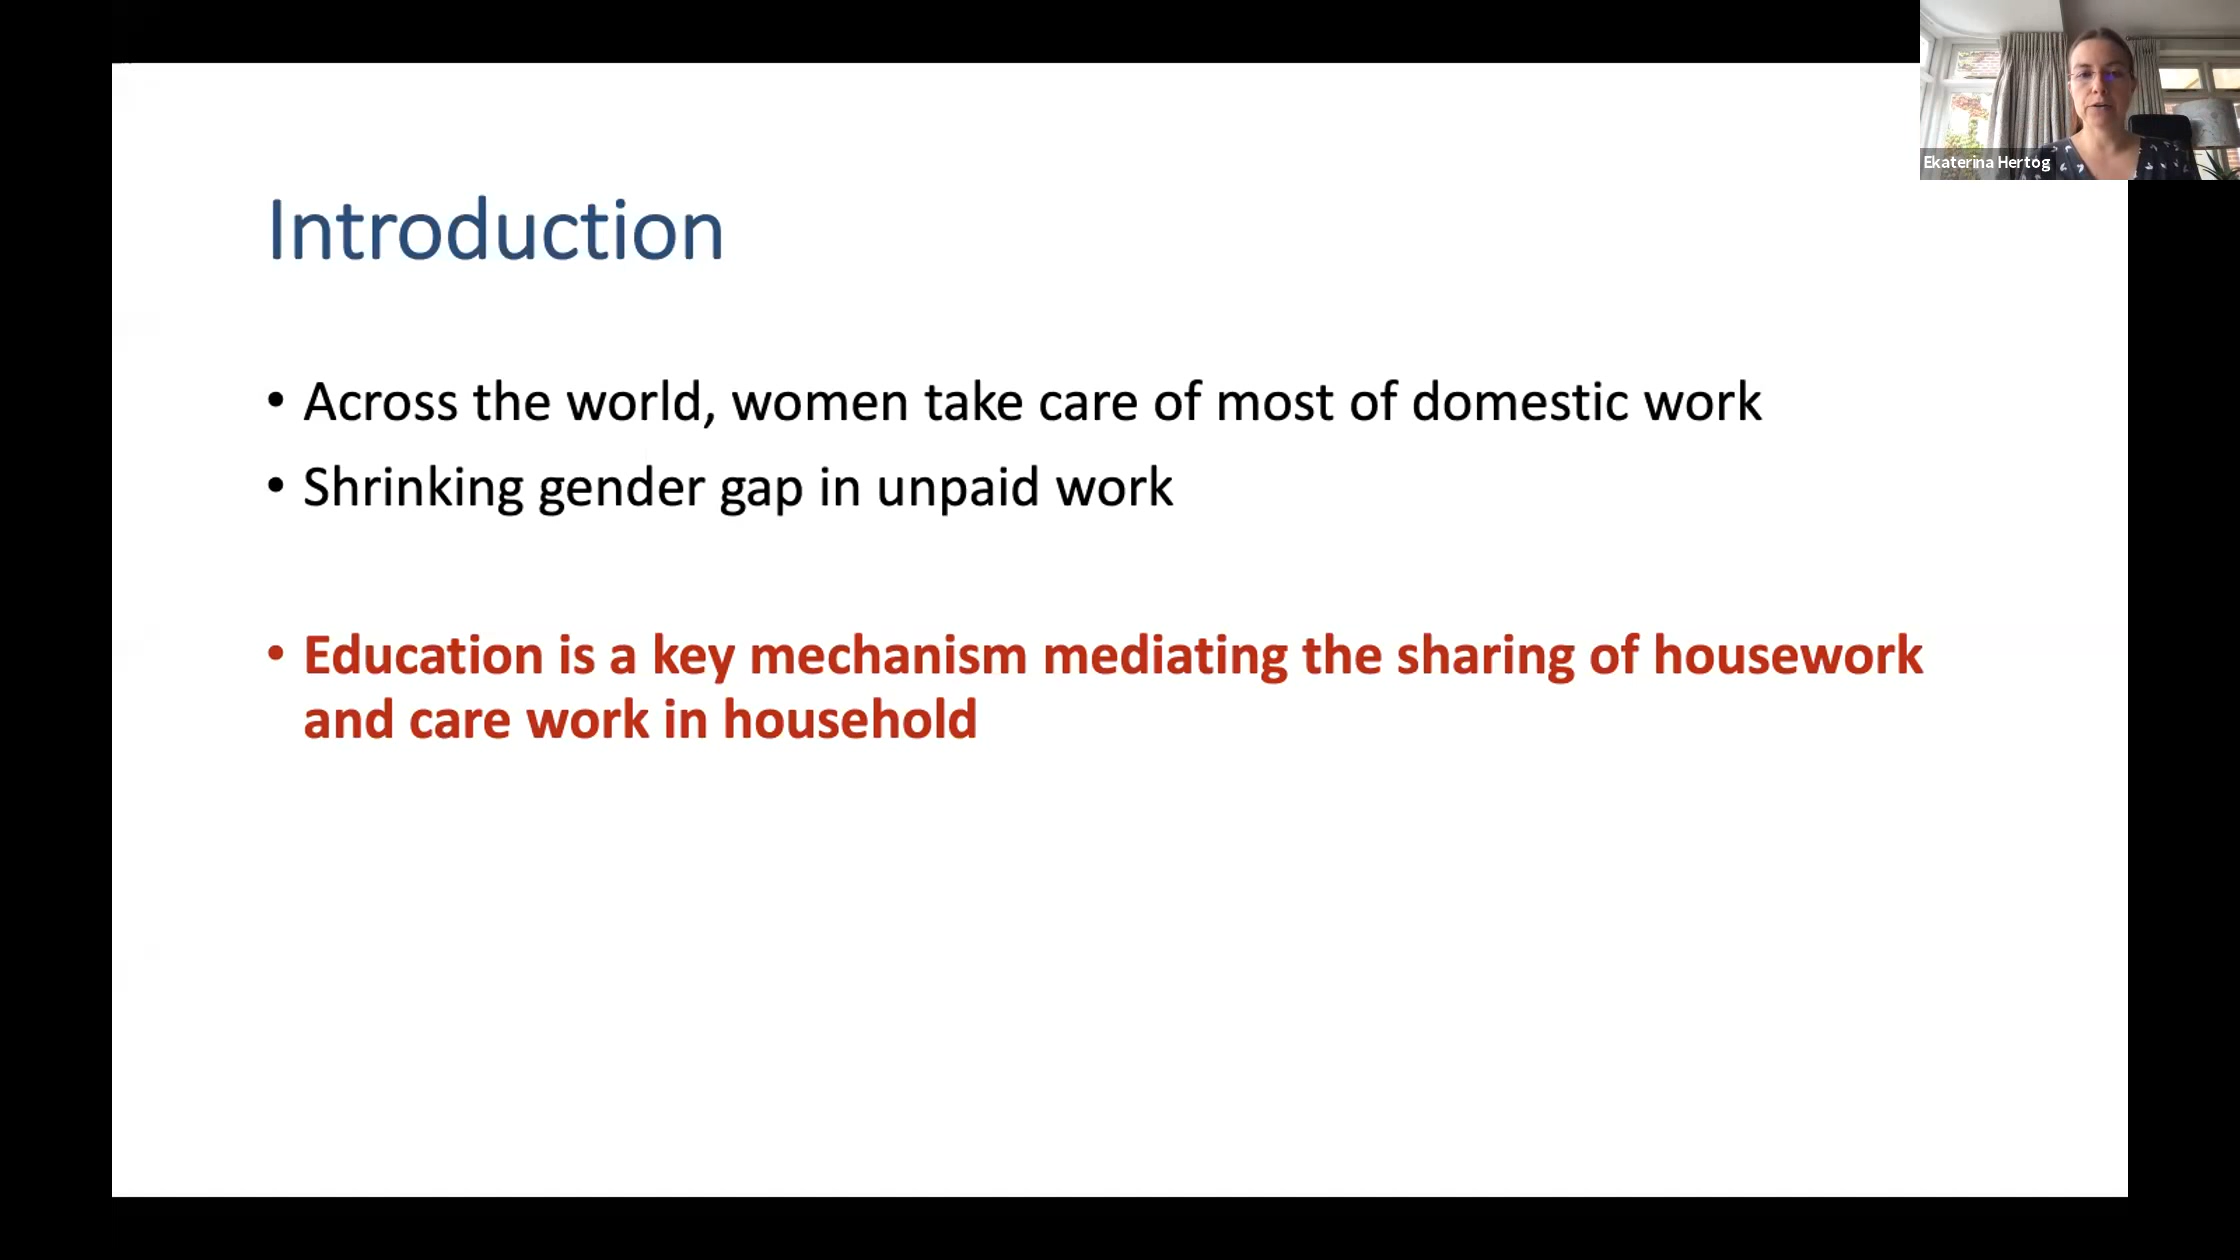 Ekaterina Hertog
Introduction
• Across the world, women take care of most of domestic work
• Shrinking gender gap in unpaid work
• Education is a key mechanism mediating the sharing of housework
and care work in household